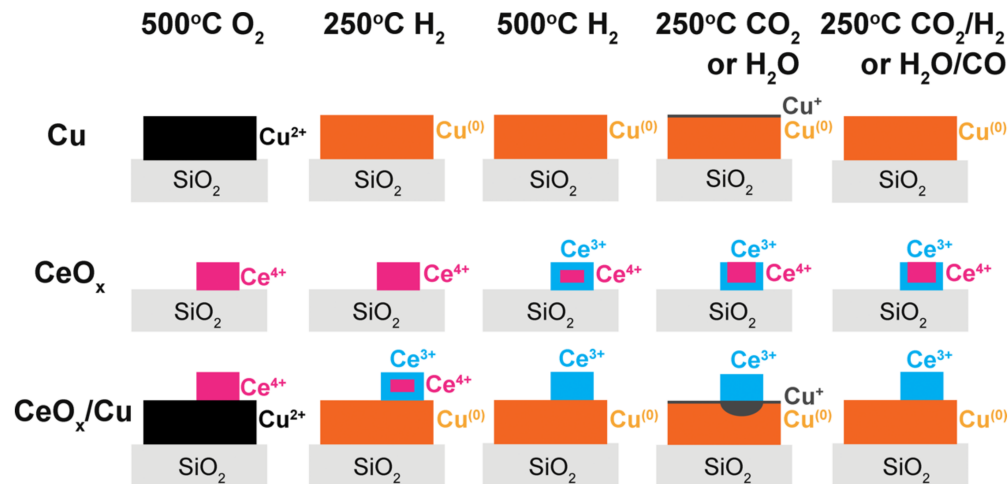 500°C O₂ 250°C H₂ 500°C H₂ 250°C CO₂ 250°C CO₂/H₂
or H₂O or H₂O/CO
Cu Cu²⁺ Cu⁽⁰⁾ Cu⁽⁰⁾ Cu⁺ Cu⁽⁰⁾ Cu⁽⁰⁾
SiO₂ SiO₂ SiO₂ SiO₂ SiO₂
Ce³⁺ Ce³⁺ Ce³⁺
CeOₓ Ce⁴⁺ Ce⁴⁺ Ce⁴⁺ Ce⁴⁺ Ce⁴⁺
SiO₂ SiO₂ SiO₂ SiO₂ SiO₂
Ce³⁺ Ce³⁺ Ce³⁺ Ce³⁺
Ce⁴⁺ Ce⁴⁺
CeOₓ/Cu Cu²⁺ Cu⁽⁰⁾ Cu⁽⁰⁾ Cu⁺ Cu⁽⁰⁾ Cu⁽⁰⁾
SiO₂ SiO₂ SiO₂ SiO₂ SiO₂